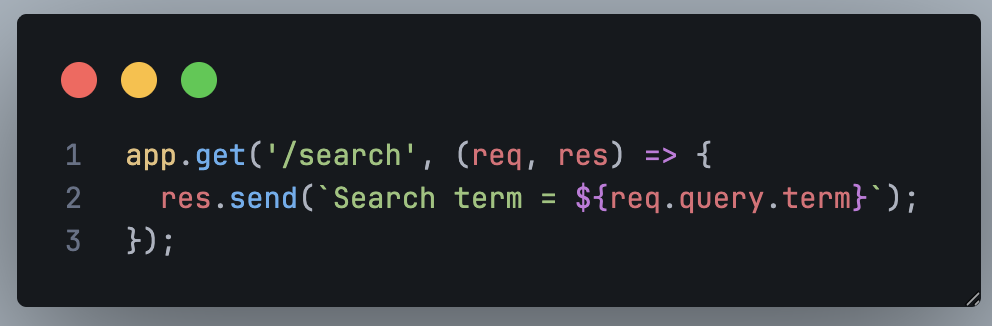 1 app.get('/search', (req, res) => {
2   res.send(`Search term = ${req.query.term}`);
3 });